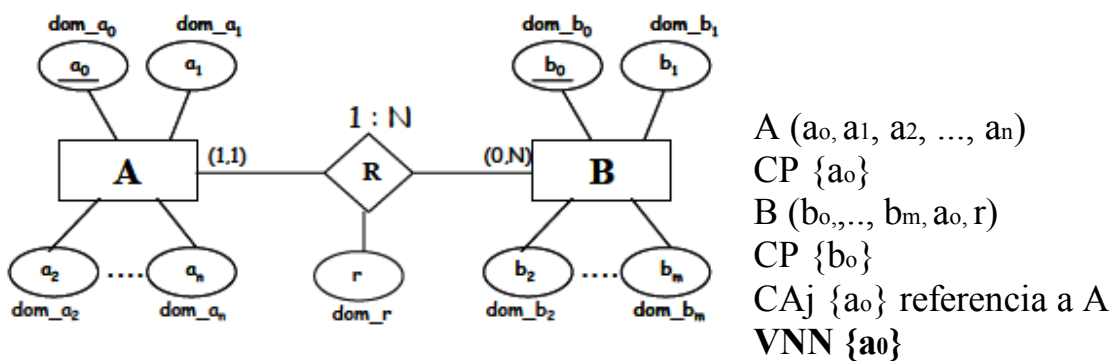 dom_a₀ dom_a₁ dom_b₀ dom_b₁
a₀ a₁ b₀ b₁
1 : N
A (1,1) R (0,N) B
a₂ .... aₙ r b₂ .... bₘ
dom_a₂ dom_aₙ dom_r dom_b₂ dom_bₘ
A (a₀, a₁, a₂, ..., aₙ)
CP {a₀}
B (b₀,,.., bₘ, a₀, r)
CP {b₀}
CAj {a₀} referencia a A
VNN {a₀}